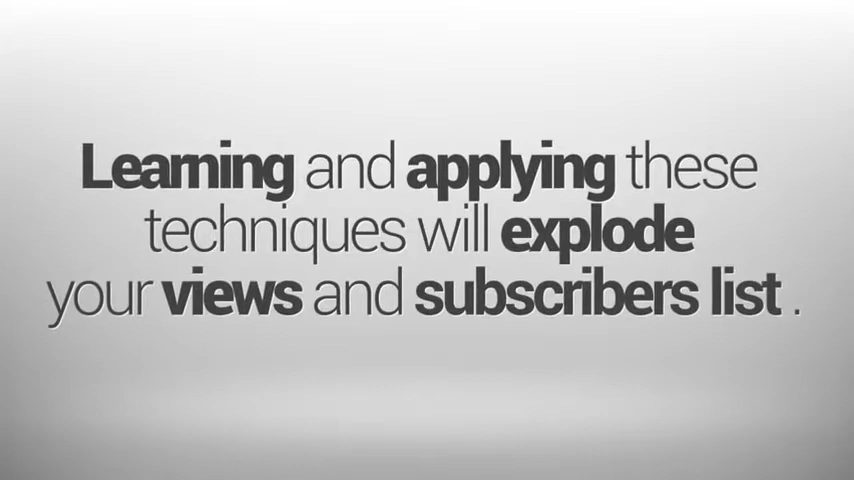 Learning and applying these
techniques will explode
your views and subscribers list .